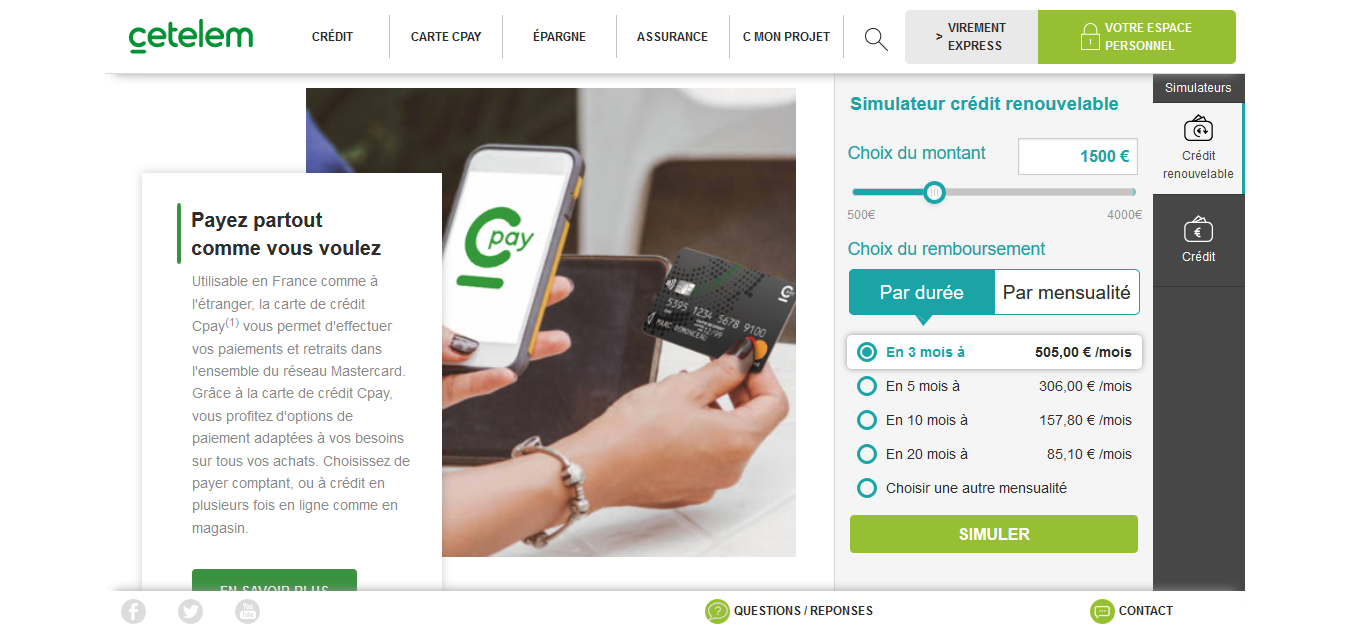 cetelem
CRÉDIT
CARTE CPAY
ÉPARGNE
ASSURANCE
C MON PROJET
> VIREMENT
EXPRESS
VOTRE ESPACE
PERSONNEL
Payez partout
comme vous voulez
Utilisable en France comme à
l'étranger, la carte de crédit
Cpay(1) vous permet d'effectuer
vos paiements et retraits dans
l'ensemble du réseau Mastercard.
Grâce à la carte de crédit Cpay,
vous profitez d'options de
paiement adaptées à vos besoins
sur tous vos achats. Choisissez de
payer comptant, ou à crédit en
plusieurs fois en ligne comme en
magasin.
EN SAVOIR PLUS
Cpay
5395 1234 5678 9100
12/99
MARC DEMONCEAU
Simulateur crédit renouvelable
Choix du montant
1500 €
500€
4000€
Choix du remboursement
Par durée
Par mensualité
En 3 mois à 505,00 € /mois
En 5 mois à 306,00 € /mois
En 10 mois à 157,80 € /mois
En 20 mois à 85,10 € /mois
Choisir une autre mensualité
SIMULER
Simulateurs
Crédit
renouvelable
Crédit
You
Tube
QUESTIONS / REPONSES
CONTACT